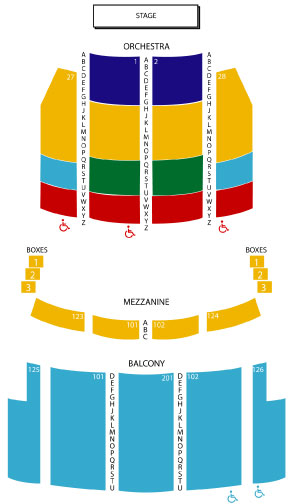 STAGE
ORCHESTRA
27
1
2
28
A A A
B B B
C C C
D D D
E E E
F F F
G G G
H H H
J J J
K K K
L L L
M M M
N N N
O O O
P P P
Q Q Q
R R R
S S S
T T T
U U U
V V V
W W W
X X X
Y Y Y
Z Z Z
BOXES BOXES
1 1
2 2
3 3
MEZZANINE
123 101 102 124
A
B
C
BALCONY
125 101 201 102 126
D D
E E
F F
G G
H H
J J
K K
L L
M M
N N
O O
P P
Q Q
R R
S S
T T
U U